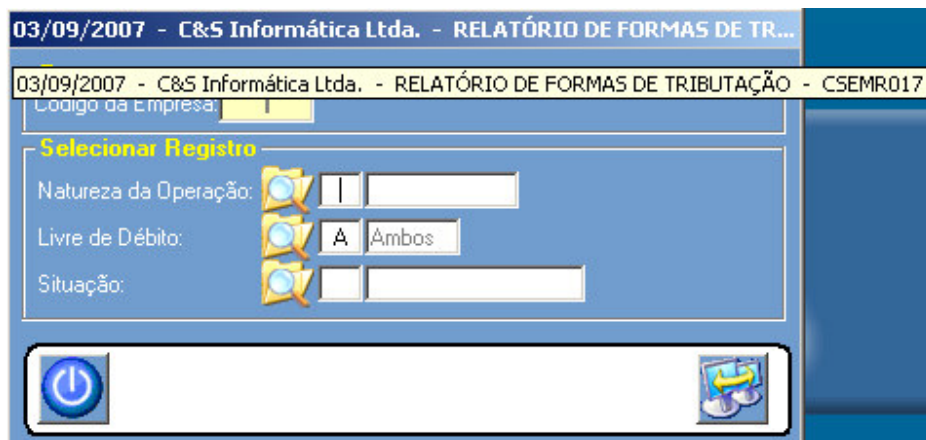 03/09/2007 - C&S Informática Ltda. - RELATÓRIO DE FORMAS DE TR...
03/09/2007 - C&S Informática Ltda. - RELATÓRIO DE FORMAS DE TRIBUTAÇÃO - CSEMR017
Código da Empresa:
Selecionar Registro
Natureza da Operação:
Livre de Débito: A Ambos
Situação: